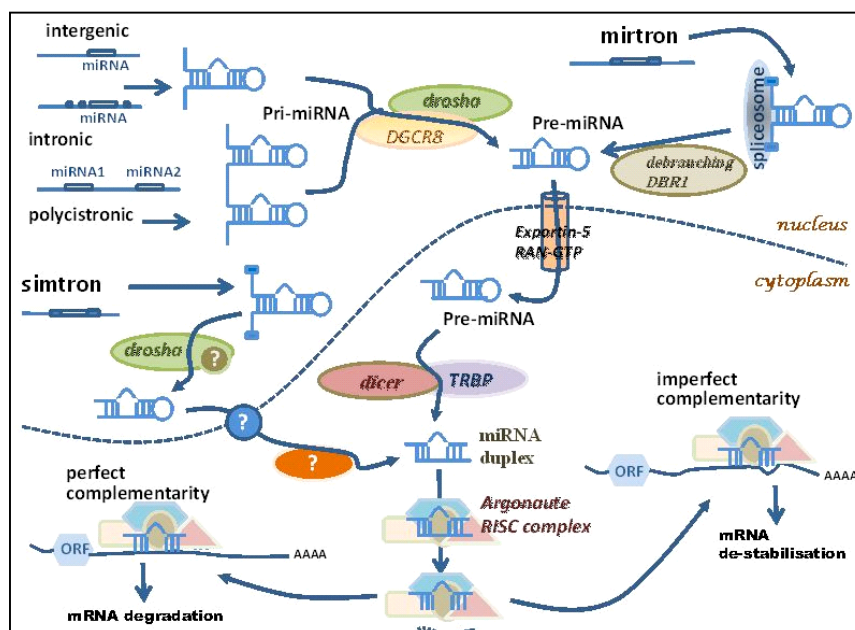 intergenic
miRNA
miRNA
intronic
miRNA1 miRNA2
polycistronic
Pri-miRNA
drosha
DGCR8
Pre-miRNA
mirtron
spliceosome
debrauching
DBR1
nucleus
cytoplasm
Exportin-5
RAN-GTP
simtron
drosha
?
?
?
Pre-miRNA
dicer
TRBP
miRNA
duplex
Argonaute
RISC complex
imperfect
complementarity
ORF
AAAA
mRNA
de-stabilisation
perfect
complementarity
ORF
AAAA
mRNA degradation